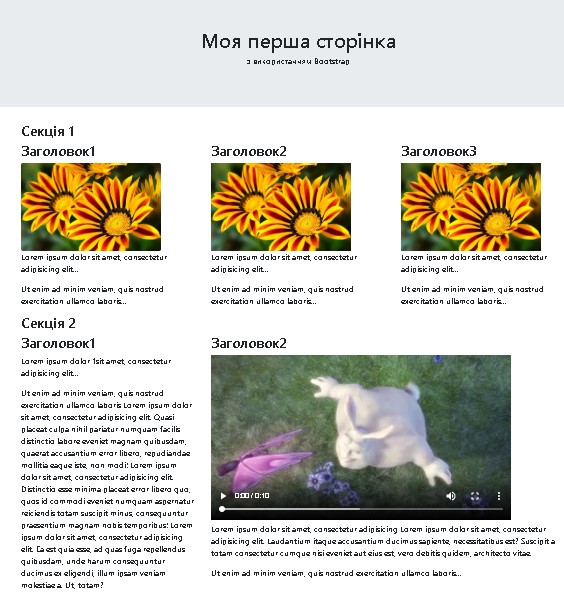 Моя перша сторінка
з використанням Bootstrap
Секція 1
Заголовок1
Lorem ipsum dolor sit amet, consectetur
adipisicing elit...
Ut enim ad minim veniam, quis nostrud
exercitation ullamco laboris...
Заголовок2
Lorem ipsum dolor sit amet, consectetur
adipisicing elit...
Ut enim ad minim veniam, quis nostrud
exercitation ullamco laboris...
Заголовок3
Lorem ipsum dolor sit amet, consectetur
adipisicing elit...
Ut enim ad minim veniam, quis nostrud
exercitation ullamco laboris...
Секція 2
Заголовок1
Lorem ipsum dolor 1sit amet, consectetur
adipisicing elit...
Ut enim ad minim veniam, quis nostrud
exercitation ullamco laboris Lorem ipsum dolor
sit amet, consectetur adipisicing elit. Quasi
placeat culpa nihil pariatur numquam facilis
distinctio labore eveniet magnam quibusdam,
quaerat accusantium error libero, repudiandae
mollitia eaque iste, non modi! Lorem ipsum
dolor sit amet, consectetur adipisicing elit.
Distinctio esse minima placeat error libero quo,
quos id commodi eveniet numquam aspernatur
reiciendis totam suscipit minus, consequuntur
praesentium magnam nobis temporibus! Lorem
ipsum dolor sit amet, consectetur adipisicing
elit. Ea est quia esse, ad quas fuga repellendus
quibusdam, unde harum consequuntur
ducimus ex eligendi, illum ipsam veniam
molestiae a. Ut, totam?
Заголовок2
0:00 / 0:10
Lorem ipsum dolor sit amet, consectetur adipisicing Lorem ipsum dolor sit amet, consectetur
adipisicing elit. Laudantium itaque accusantium ducimus sapiente, necessitatibus est? Suscipit a
totam consectetur cumque nisi eveniet aut eius est, vero debitis quidem, architecto vitae.
Ut enim ad minim veniam, quis nostrud exercitation ullamco laboris...